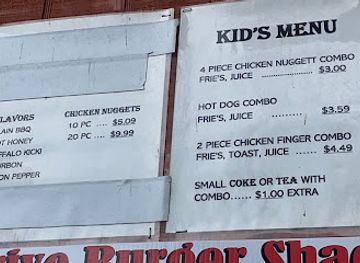 LAVORS
AIN BBQ
OT HONEY
FFALO KICKI
RBON
ON PEPPER
CHICKEN NUGGETS
10 PC .... $5.09
20 PC .... $9.99
KID'S MENU
4 PIECE CHICKEN NUGGETT COMBO
FRIE'S, JUICE ................ $3.00
HOT DOG COMBO
FRIE'S, JUICE .......... $3.59
2 PIECE CHICKEN FINGER COMBO
FRIE'S, TOAST, JUICE ...... $4.49
SMALL COKE OR TEA WITH
COMBO...... $1.00 EXTRA
rive Burger Shac